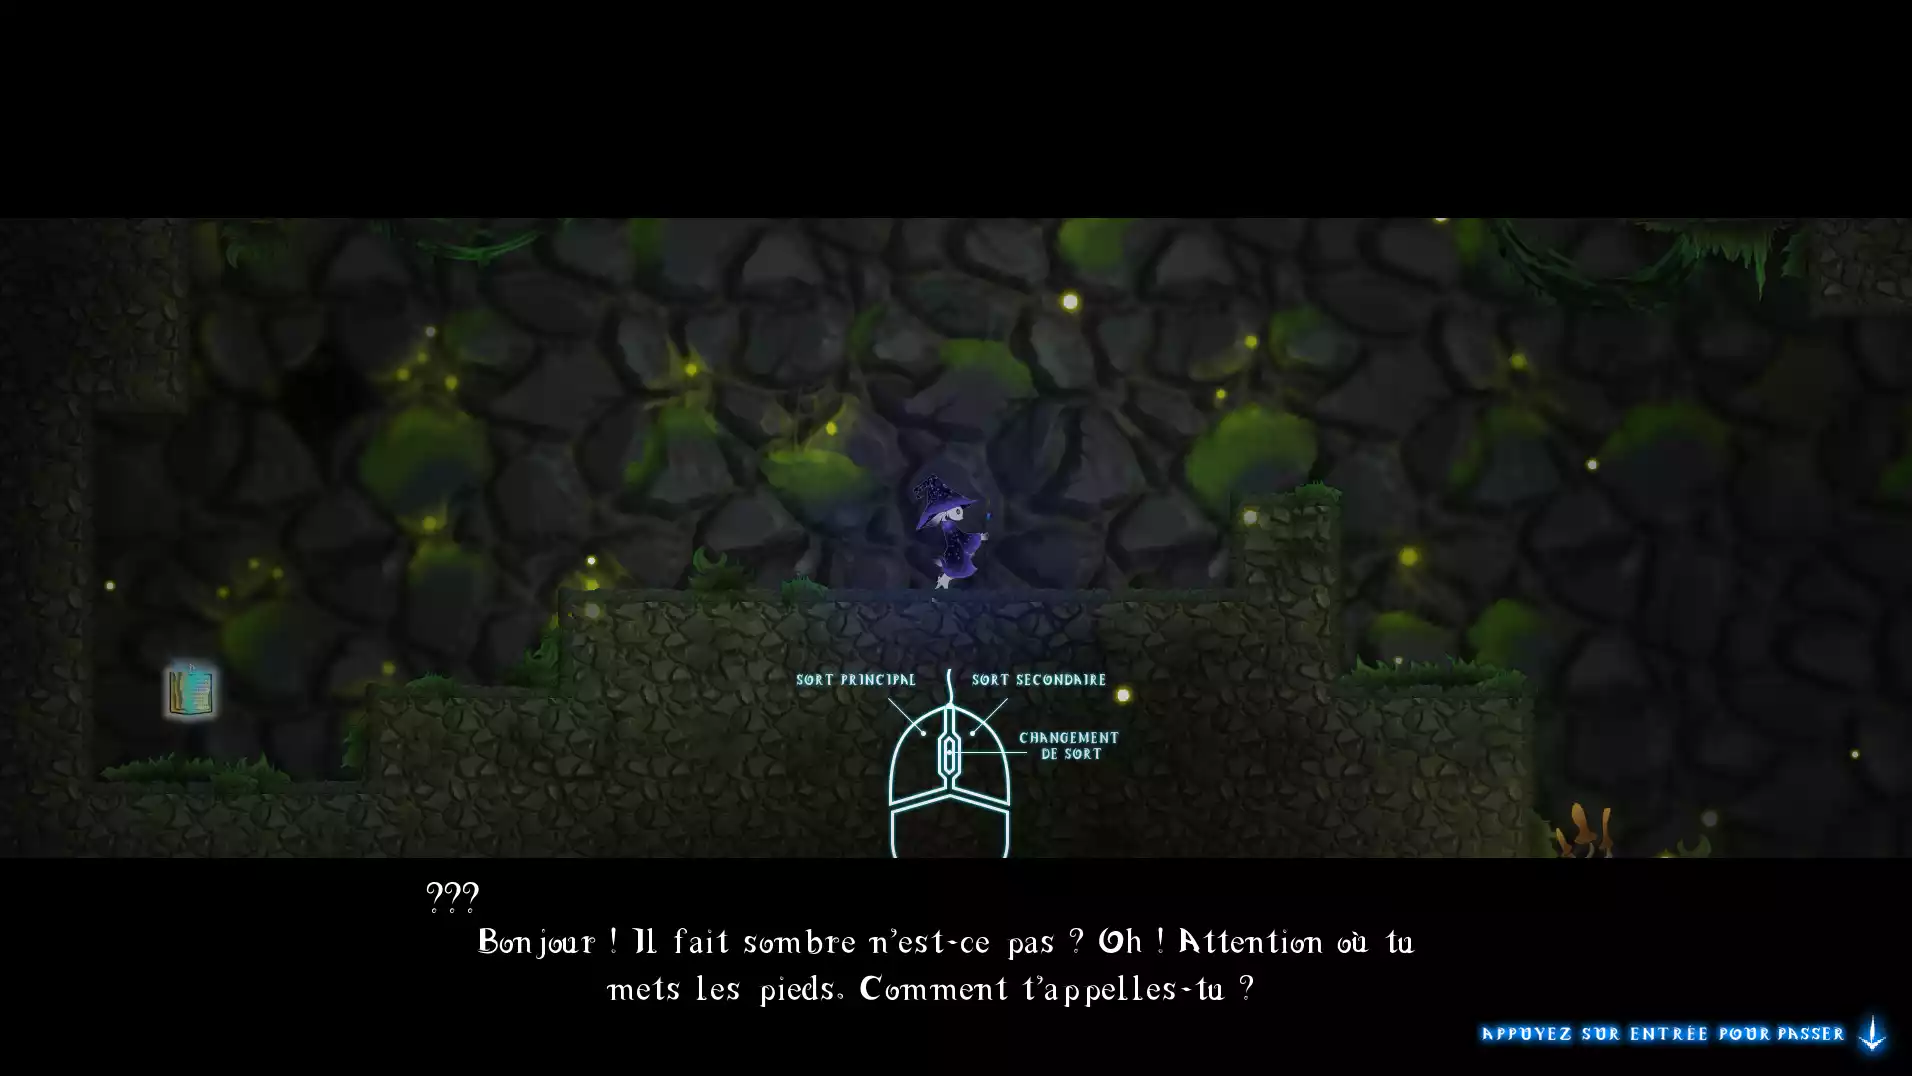 SORT PRINCIPAL
SORT SECONDAIRE
CHANGEMENT
DE SORT
???
Bonjour ! Il fait sombre n'est-ce pas ? Oh ! Attention où tu
mets les pieds. Comment t'appelles-tu ?
APPUYEZ SUR ENTRÉE POUR PASSER